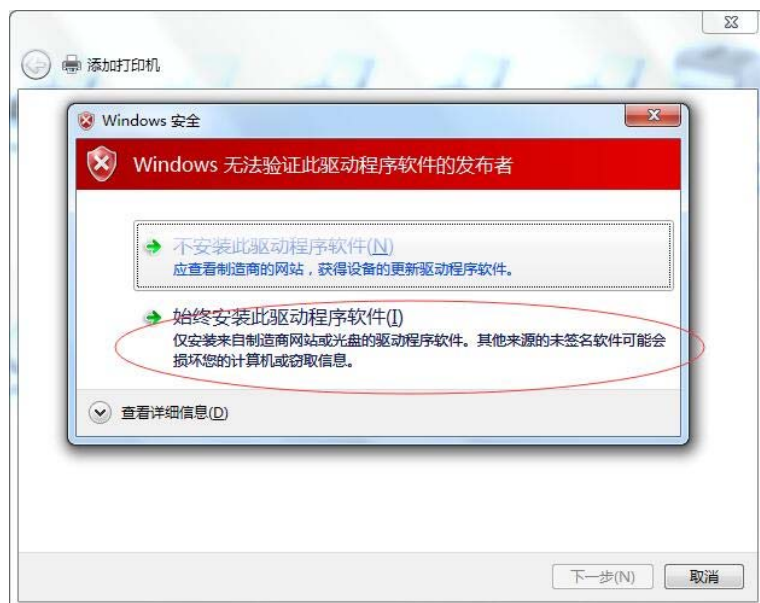 添加打印机
Windows 安全
Windows 无法验证此驱动程序软件的发布者
不安装此驱动程序软件(N)
应查看制造商的网站，获得设备的更新驱动程序软件。
始终安装此驱动程序软件(I)
仅安装来自制造商网站或光盘的驱动程序软件。其他来源的未签名软件可能会
损坏您的计算机或窃取信息。
查看详细信息(D)
下一步(N)
取消